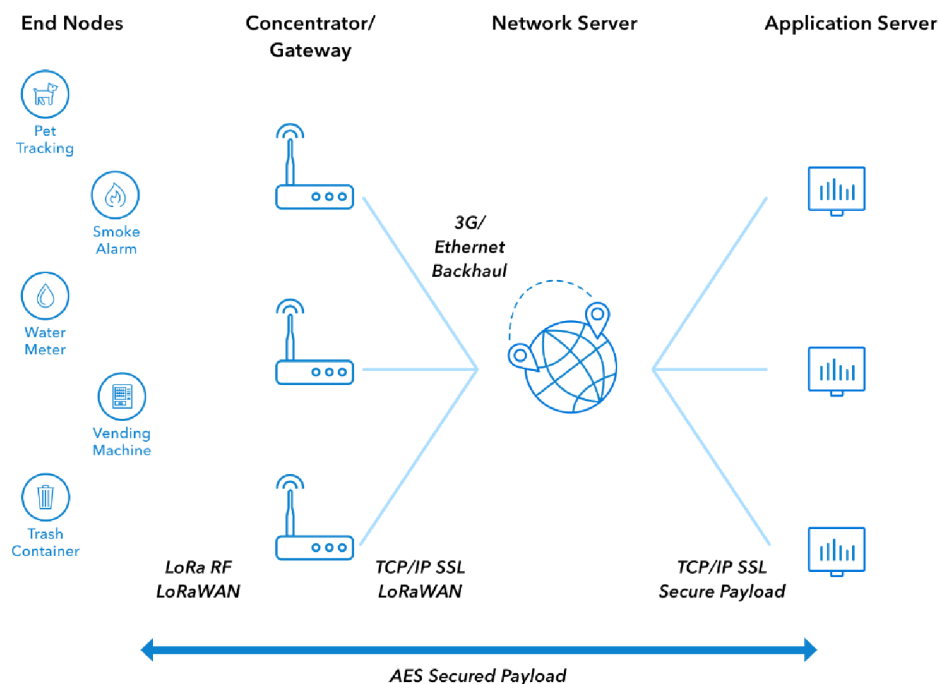 End Nodes
Concentrator/
Gateway
Network Server
Application Server
Pet
Tracking
Smoke
Alarm
Water
Meter
Vending
Machine
Trash
Container
3G/
Ethernet
Backhaul
LoRa RF
LoRaWAN
TCP/IP SSL
LoRaWAN
TCP/IP SSL
Secure Payload
AES Secured Payload